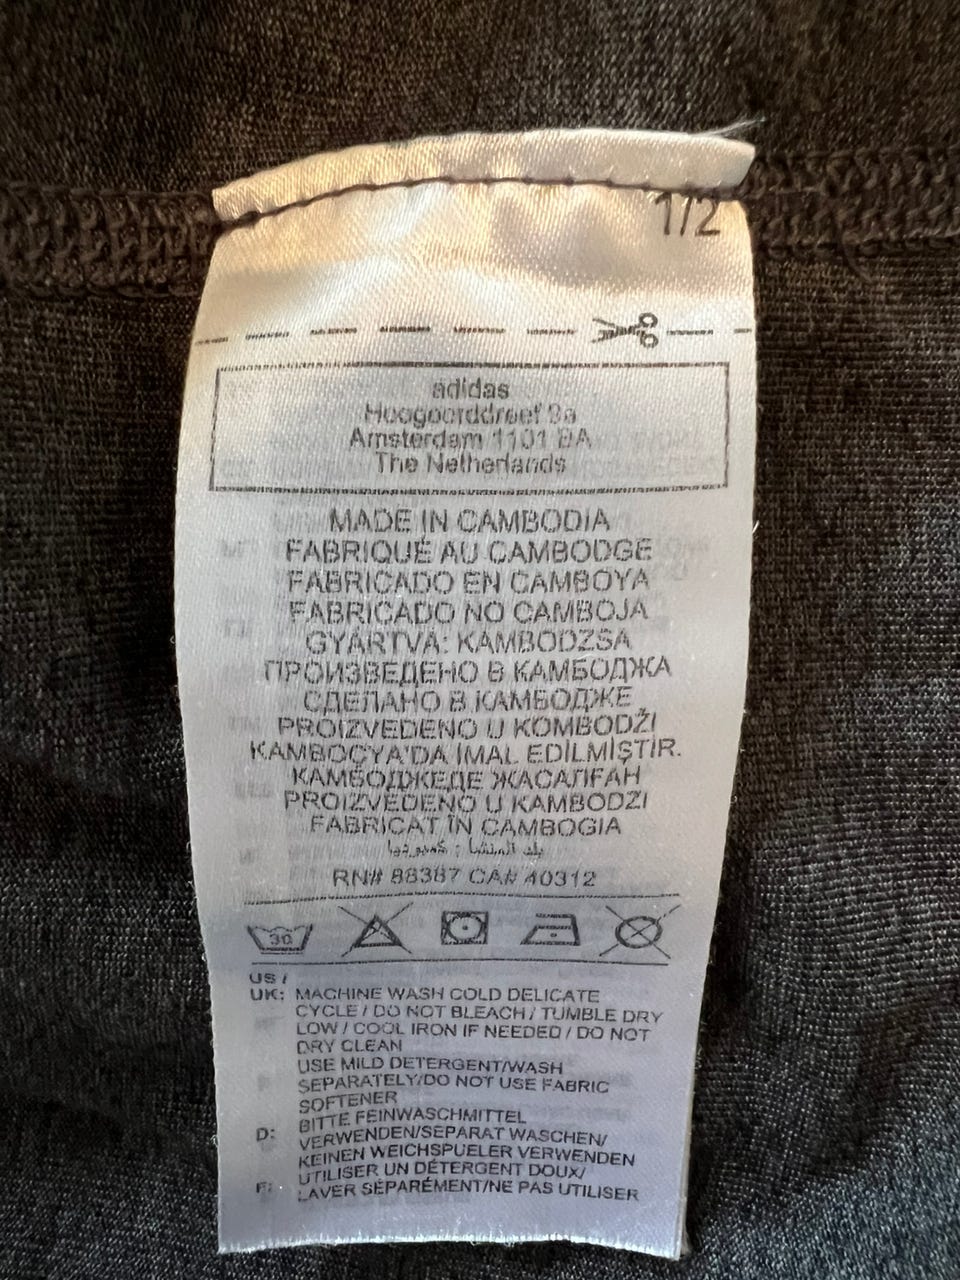 1/2
adidas
Hoogoorddreef 9a
Amsterdam 1101 BA
The Netherlands
MADE IN CAMBODIA
FABRIQUÉ AU CAMBODGE
FABRICADO EN CAMBOYA
FABRICADO NO CAMBOJA
GYÁRTVA: KAMBODZSA
ПРОИЗВЕДЕНО В КАМБОДЖА
СДЕЛАНО В КАМБОДЖЕ
PROIZVEDENO U KOMBODŽI
KAMBOÇYA'DA İMAL EDİLMİŞTİR.
КАМБОДЖЕДЕ ЖАСАЛҒАН
PROIZVEDENO U KAMBODZI
FABRICAT ÎN CAMBOGIA
بلد المنشأ : كمبوديا
RN# 88387 CA# 40312
30
US /
UK: MACHINE WASH COLD DELICATE
CYCLE / DO NOT BLEACH / TUMBLE DRY
LOW / COOL IRON IF NEEDED / DO NOT
DRY CLEAN
USE MILD DETERGENT/WASH
SEPARATELY/DO NOT USE FABRIC
SOFTENER
D: BITTE FEINWASCHMITTEL
VERWENDEN/SEPARAT WASCHEN/
KEINEN WEICHSPUELER VERWENDEN
F: UTILISER UN DÉTERGENT DOUX/
LAVER SÉPARÉMENT/NE PAS UTILISER